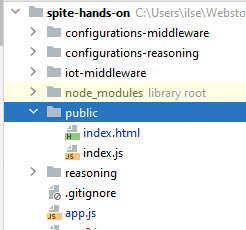 spite-hands-on C:\Users\ilse\Websto
configurations-middleware
configurations-reasoning
iot-middleware
node_modules library root
public
index.html
index.js
reasoning
.gitignore
app.js